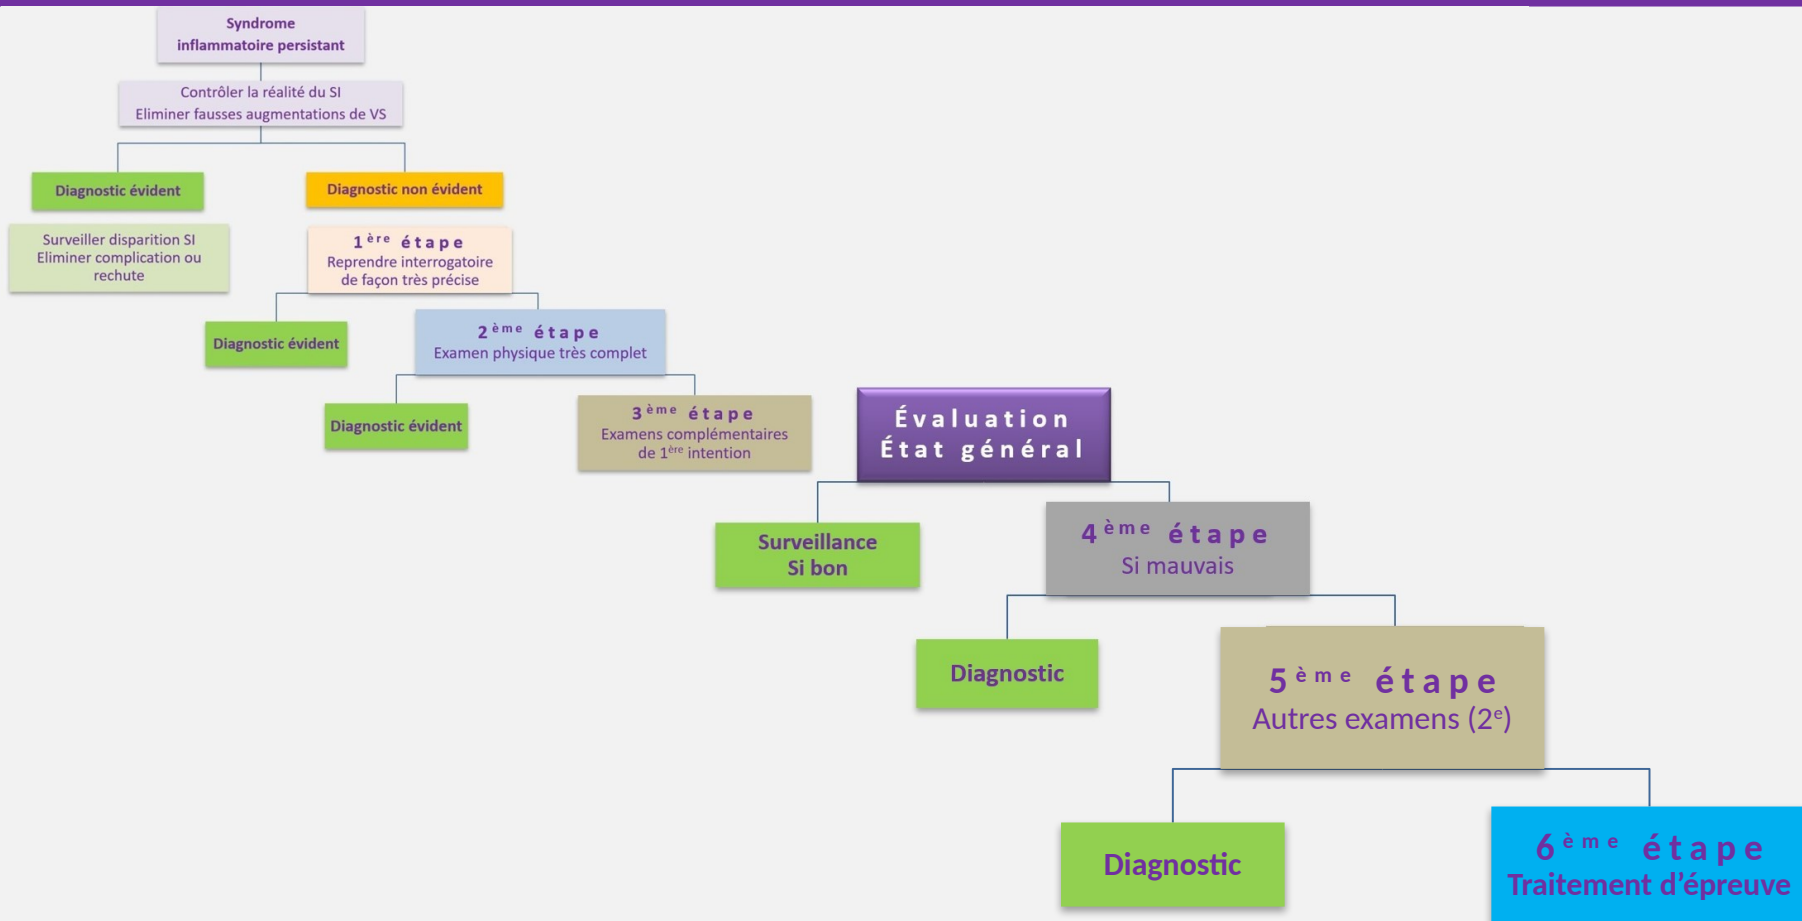 Syndrome
inflammatoire persistant
Contrôler la réalité du SI
Eliminer fausses augmentations de VS
Diagnostic évident
Diagnostic non évident
Surveiller disparition SI
Eliminer complication ou
rechute
1ère étape
Reprendre interrogatoire
de façon très précise
Diagnostic évident
2ème étape
Examen physique très complet
Diagnostic évident
3ème étape
Examens complémentaires
de 1ère intention
Évaluation
État général
Surveillance
Si bon
4ème étape
Si mauvais
Diagnostic
5ème étape
Autres examens (2e)
Diagnostic
6ème étape
Traitement d’épreuve